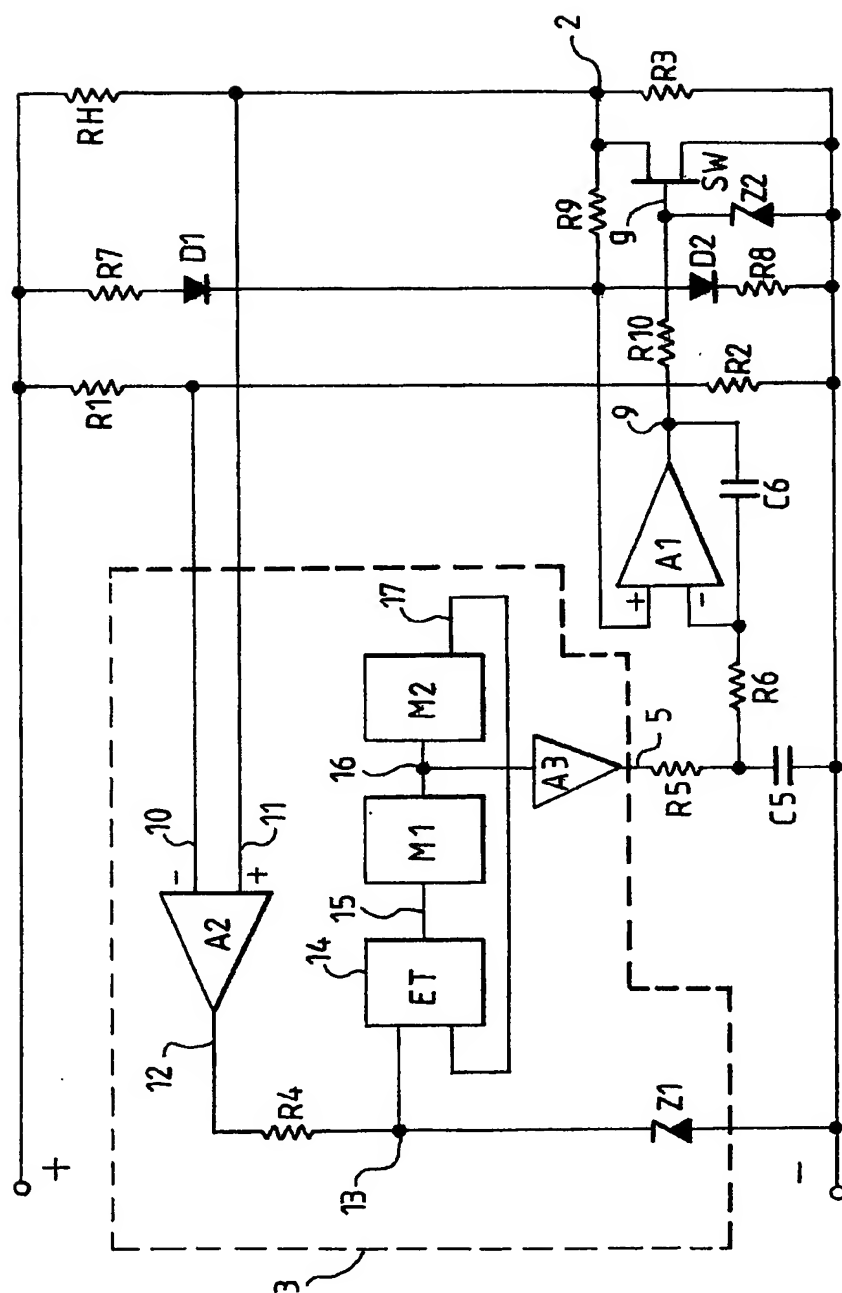 2
RH
R3
R7
D1
R9
g
SW
Z2
D2
R8
R10
R1
R2
9
C6
A1
+
-
17
M2
16
M1
A3
5
R6
R5
C5
10
11
-
+
A2
15
14
ET
12
R4
13
Z1
+
-
3